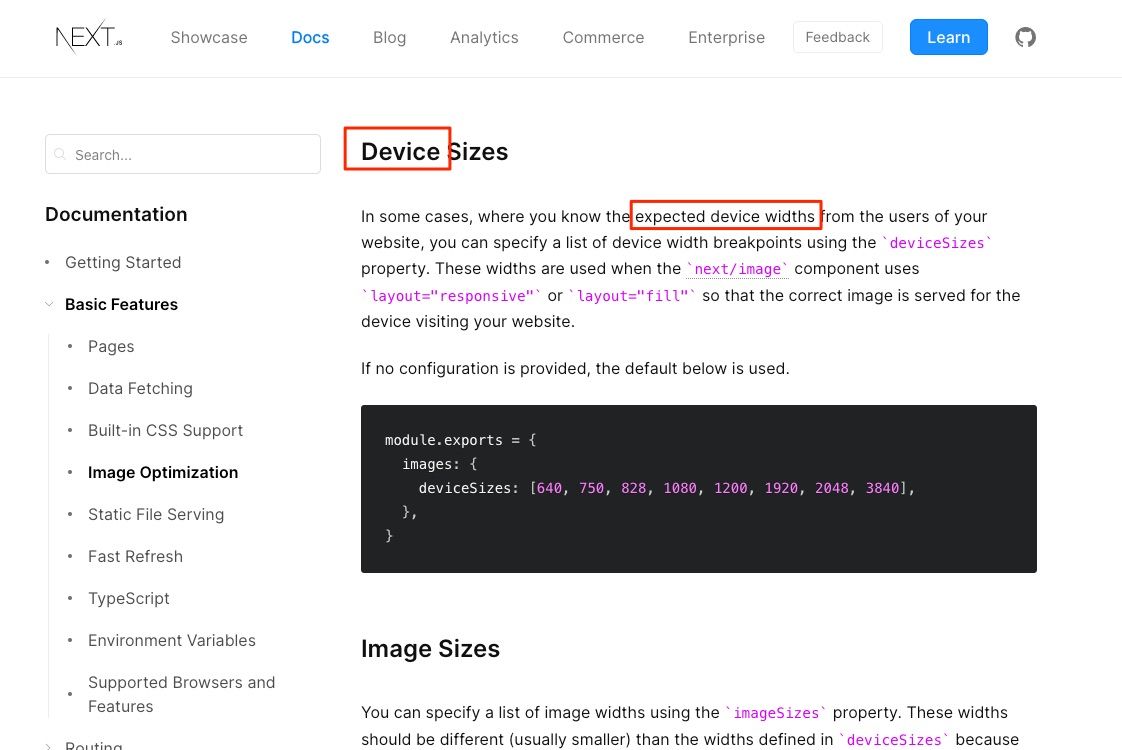 NEXT.JS Showcase Docs Blog Analytics Commerce Enterprise Feedback Learn
Search...
Documentation
Getting Started
Basic Features
Pages
Data Fetching
Built-in CSS Support
Image Optimization
Static File Serving
Fast Refresh
TypeScript
Environment Variables
Supported Browsers and
Features
Routing
Device Sizes
In some cases, where you know the expected device widths from the users of your
website, you can specify a list of device width breakpoints using the `deviceSizes`
property. These widths are used when the `next/image` component uses
`layout="responsive"` or `layout="fill"` so that the correct image is served for the
device visiting your website.
If no configuration is provided, the default below is used.
module.exports = {
  images: {
    deviceSizes: [640, 750, 828, 1080, 1200, 1920, 2048, 3840],
  },
}
Image Sizes
You can specify a list of image widths using the `imageSizes` property. These widths
should be different (usually smaller) than the widths defined in `deviceSizes` because